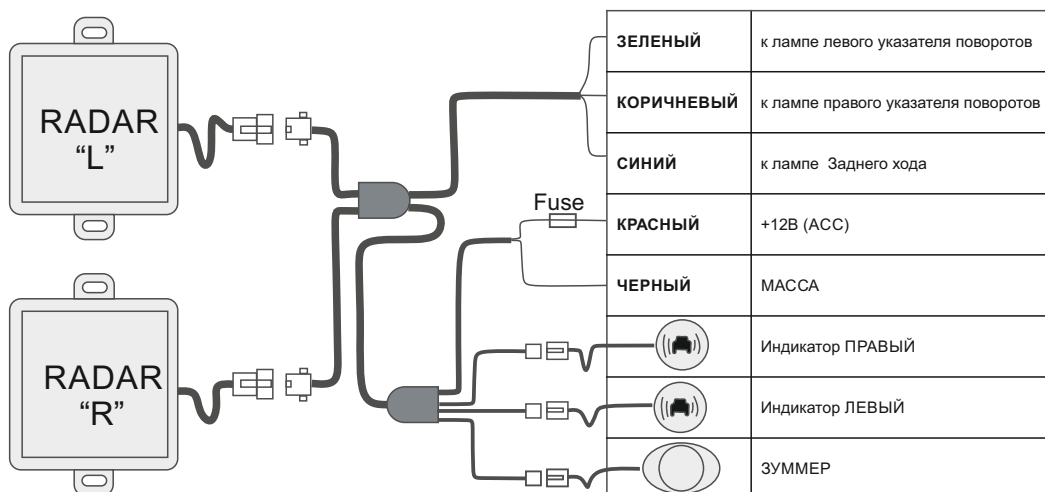 RADAR
“L”
RADAR
“R”
Fuse
ЗЕЛЕНЫЙ к лампе левого указателя поворотов
КОРИЧНЕВЫЙ к лампе правого указателя поворотов
СИНИЙ к лампе Заднего хода
КРАСНЫЙ +12В (ACC)
ЧЕРНЫЙ МАССА
Индикатор ПРАВЫЙ
Индикатор ЛЕВЫЙ
ЗУММЕР